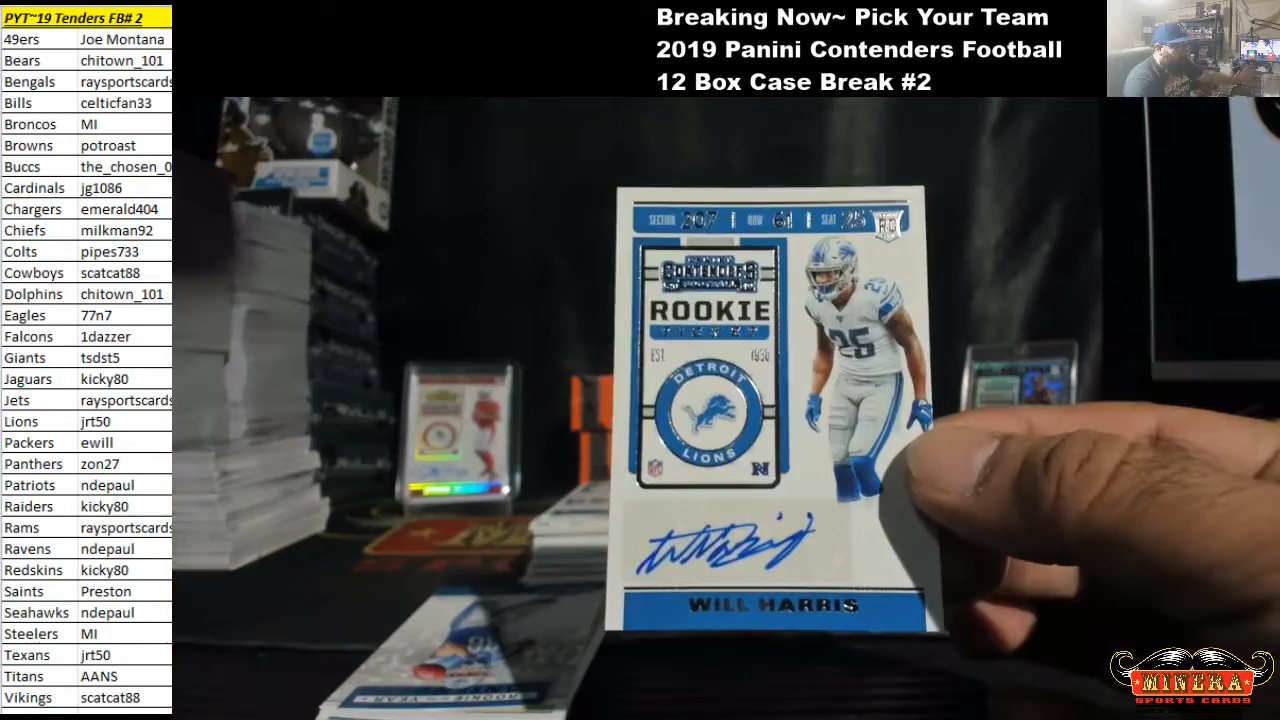 PYT~19 Tenders FB# 2
49ers Joe Montana
Bears chitown_101
Bengals raysportscards
Bills celticfan33
Broncos MI
Browns potroast
Buccs the_chosen_0
Cardinals jg1086
Chargers emerald404
Chiefs milkman92
Colts pipes733
Cowboys scatcat88
Dolphins chitown_101
Eagles 77n7
Falcons 1dazzer
Giants tsdst5
Jaguars kicky80
Jets raysportscards
Lions jrt50
Packers ewill
Panthers zon27
Patriots ndepaul
Raiders kicky80
Rams raysportscards
Ravens ndepaul
Redskins kicky80
Saints Preston
Seahawks ndepaul
Steelers MI
Texans jrt50
Titans AANS
Vikings scatcat88
Breaking Now~ Pick Your Team
2019 Panini Contenders Football
12 Box Case Break #2
SECTION 207 | ROW 61 | SEAT 25 RC
PANINI
CONTENDERS
FOOTBALL
ROOKIE
TICKET
EST
DETROIT
LIONS
NFL N
25
WILL HARRIS
MINERA
SPORTS CARDS